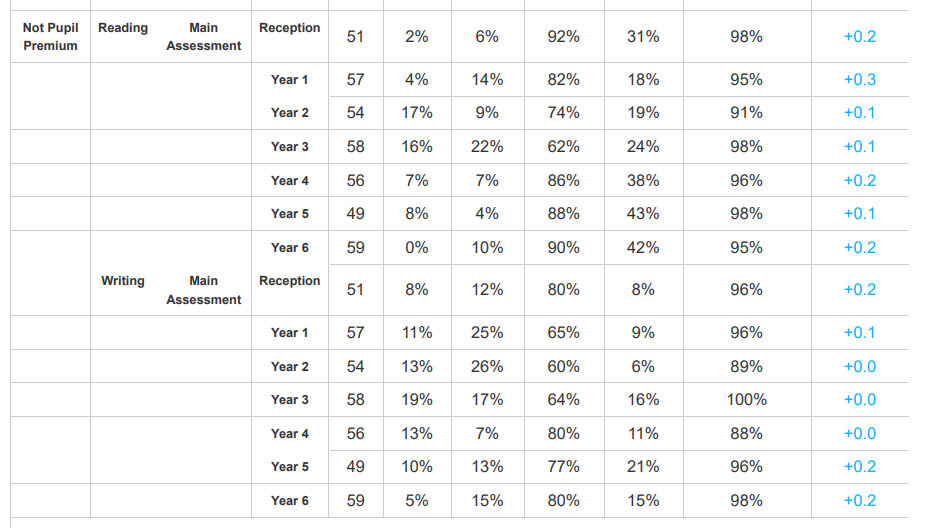 Not Pupil Premium Reading Main Assessment Reception 51 2% 6% 92% 31% 98% +0.2
Year 1 57 4% 14% 82% 18% 95% +0.3
Year 2 54 17% 9% 74% 19% 91% +0.1
Year 3 58 16% 22% 62% 24% 98% +0.1
Year 4 56 7% 7% 86% 38% 96% +0.2
Year 5 49 8% 4% 88% 43% 98% +0.1
Year 6 59 0% 10% 90% 42% 95% +0.2
Writing Main Assessment Reception 51 8% 12% 80% 8% 96% +0.2
Year 1 57 11% 25% 65% 9% 96% +0.1
Year 2 54 13% 26% 60% 6% 89% +0.0
Year 3 58 19% 17% 64% 16% 100% +0.0
Year 4 56 13% 7% 80% 11% 88% +0.0
Year 5 49 10% 13% 77% 21% 96% +0.2
Year 6 59 5% 15% 80% 15% 98% +0.2